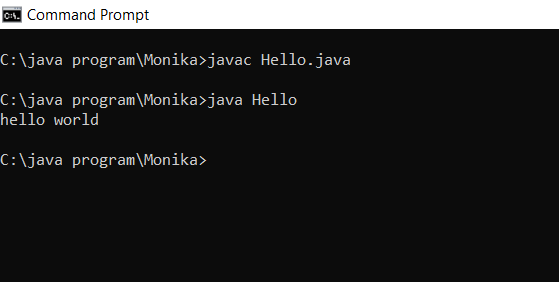 Command Prompt
C:\java program\Monika>javac Hello.java
C:\java program\Monika>java Hello
hello world
C:\java program\Monika>